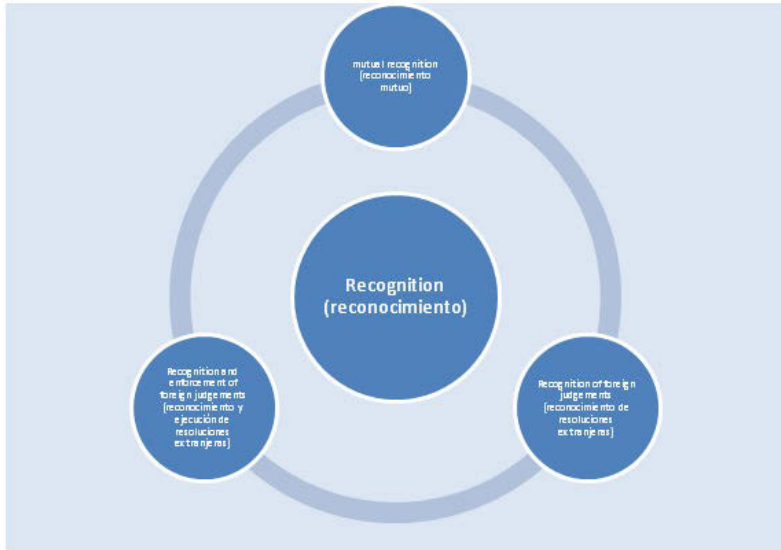 mutual recognition
(reconocimiento
mutuo)
Recognition
(reconocimiento)
Recognition and
enforcement of
foreign judgements
(reconocimiento y
ejecución de
resoluciones
extranjeras)
Recognition of foreign
judgements
(reconocimiento de
resoluciones
extranjeras)